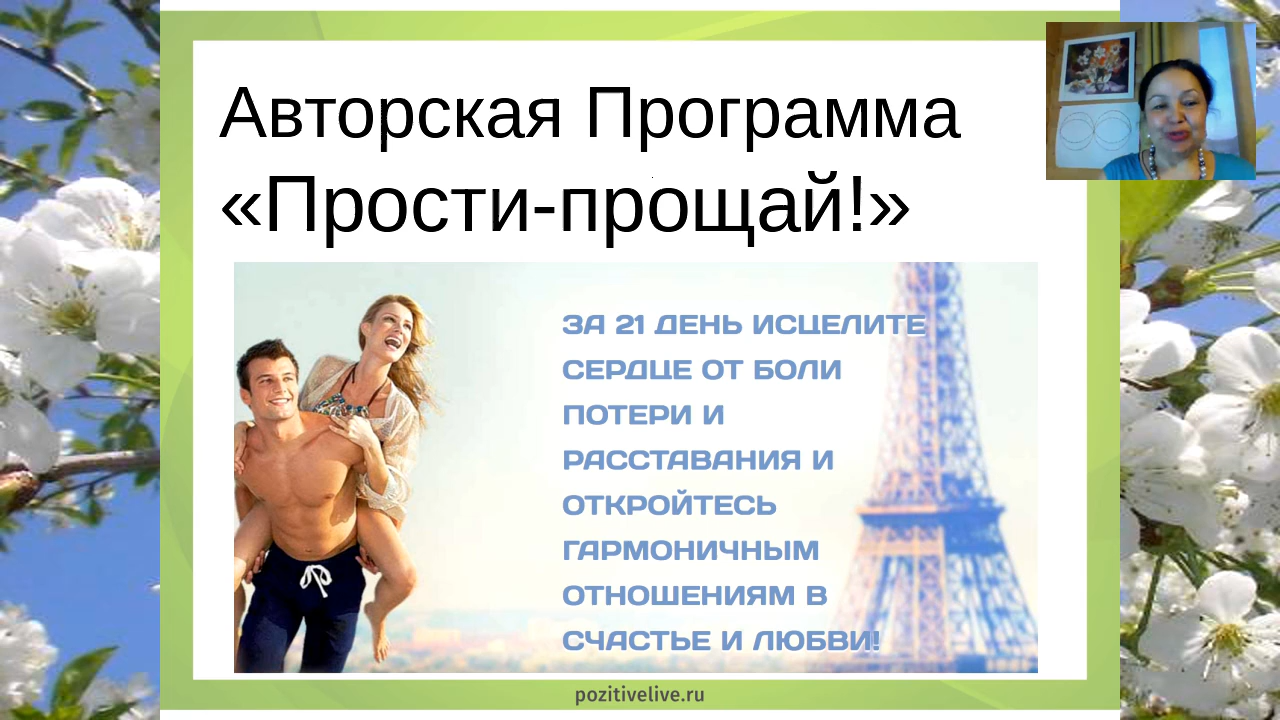 Авторская Программа
«Прости-прощай!»
ЗА 21 ДЕНЬ ИСЦЕЛИТЕ
СЕРДЦЕ ОТ БОЛИ
ПОТЕРИ И
РАССТАВАНИЯ И
ОТКРОЙТЕСЬ
ГАРМОНИЧНЫМ
ОТНОШЕНИЯМ В
СЧАСТЬЕ И ЛЮБВИ!
pozitivelive.ru